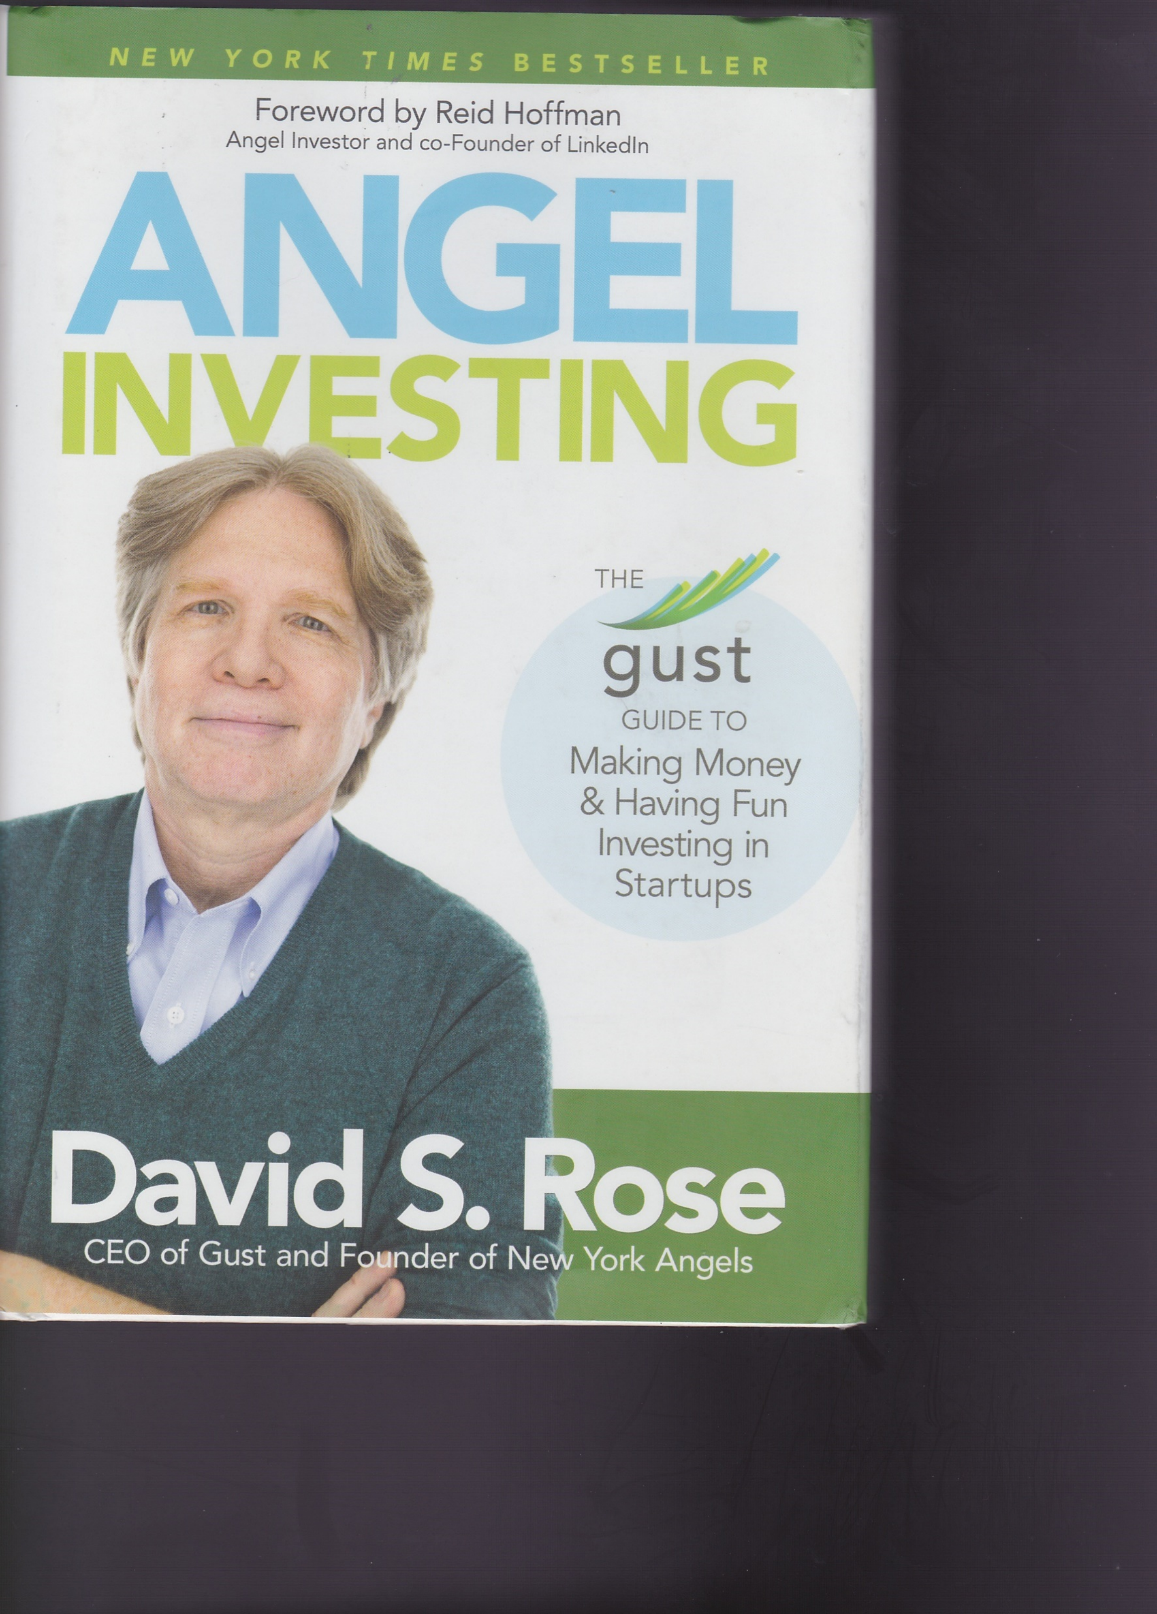 NEW YORK TIMES BESTSELLER
Foreword by Reid Hoffman
Angel Investor and co-Founder of LinkedIn
ANGEL
INVESTING
THE
gust
GUIDE TO
Making Money
& Having Fun
Investing in
Startups
David S. Rose
CEO of Gust and Founder of New York Angels